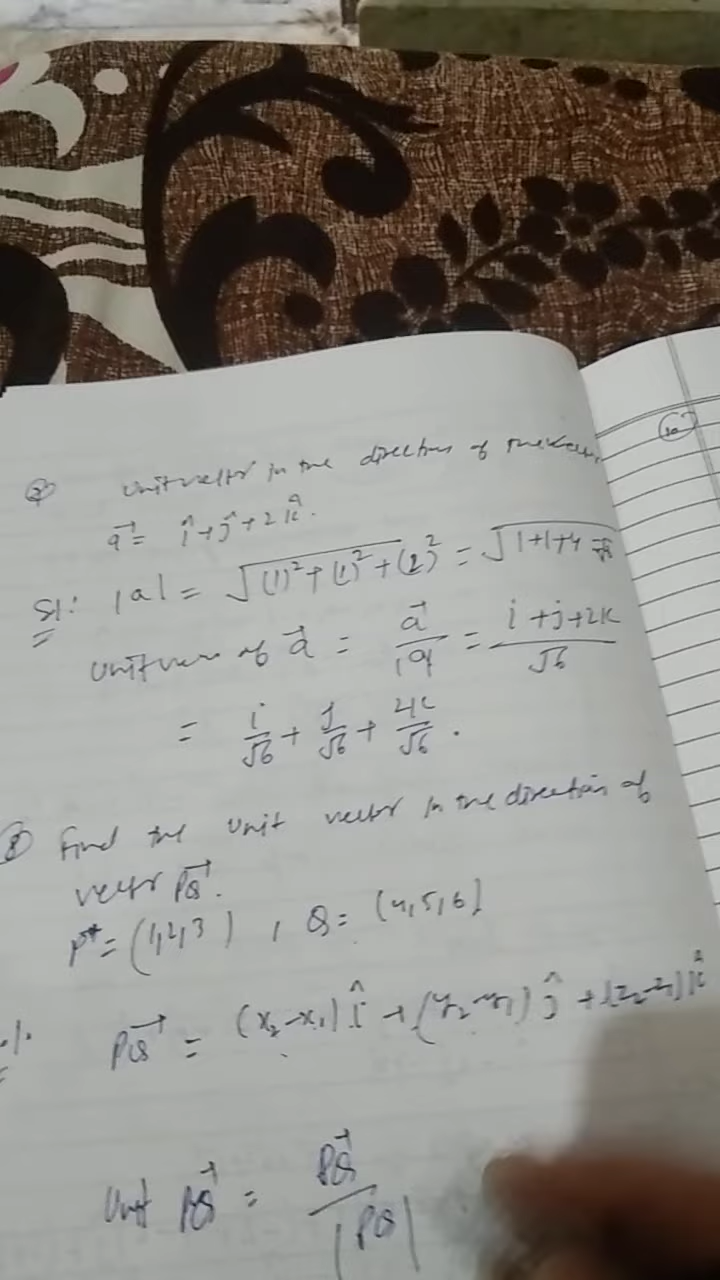 Q Unit vector in the direction of the vector
a⃗ = î + ĵ + 2k̂.
Sol: |a| = √(1)² + (1)² + (2)² = √1+1+4 = √6
Unit vector of a⃗ = a⃗/|a| = i + j + 2k/√6
= i/√6 + j/√6 + 2k/√6 .
Q Find the unit vector in the direction of
vector PQ⃗.
P = (1,2,3) , Q = (4,5,6)
PQ⃗ = (x₂-x₁) î + (y₂-y₁) ĵ + (z₂-z₁) k̂
Unit PQ⃗ = PQ⃗/|PQ|